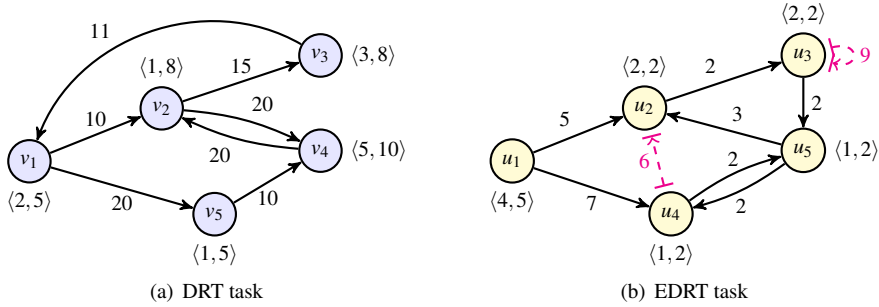 11
v3
⟨3,8⟩
⟨1,8⟩
15
v2
20
10
20
v1
v4
⟨5,10⟩
⟨2,5⟩
20
10
v5
⟨1,5⟩
(a) DRT task
⟨2,2⟩
u3
9
⟨2,2⟩
2
u2
2
5
3
u1
6
u5
⟨1,2⟩
2
⟨4,5⟩
7
2
u4
⟨1,2⟩
(b) EDRT task